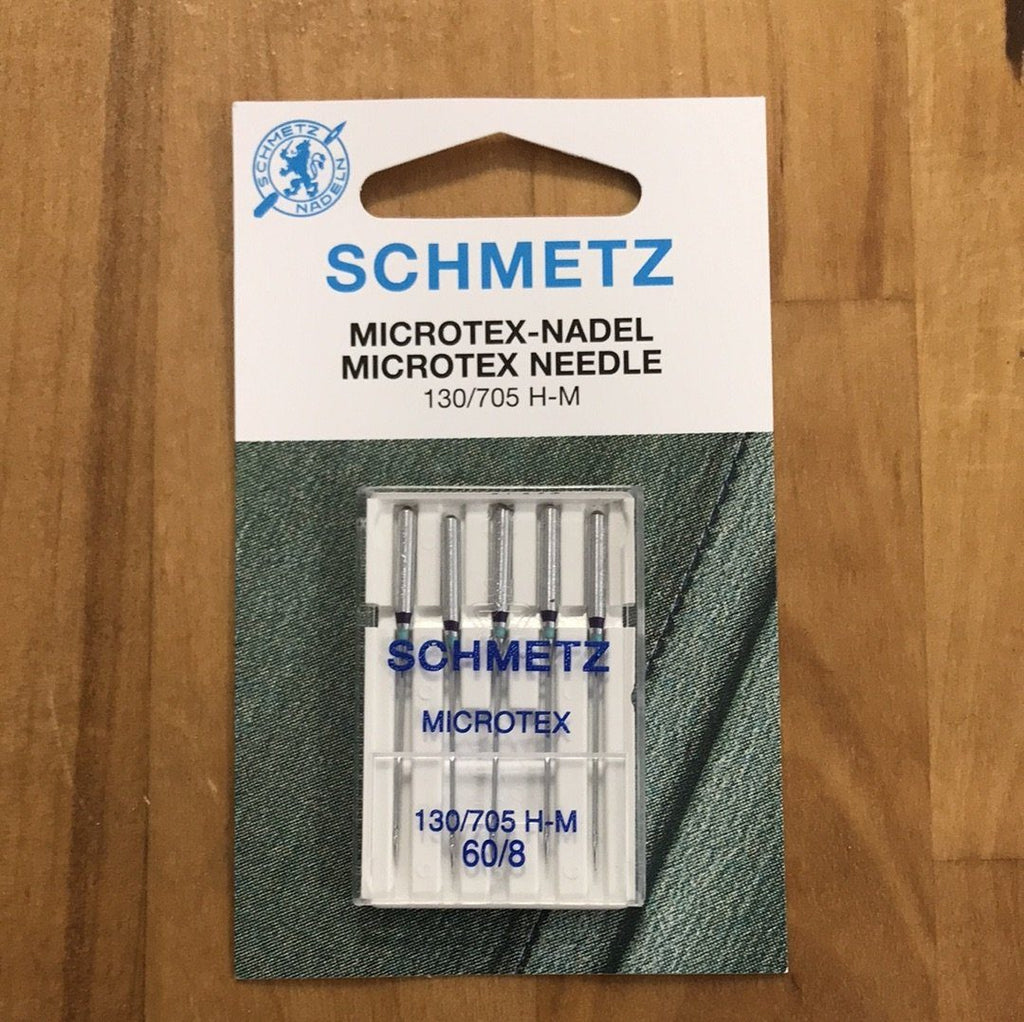 SCHMETZ
NADELN
SCHMETZ
MICROTEX-NADEL
MICROTEX NEEDLE
130/705 H-M
SCHMETZ
MICROTEX
130/705 H-M
60/8